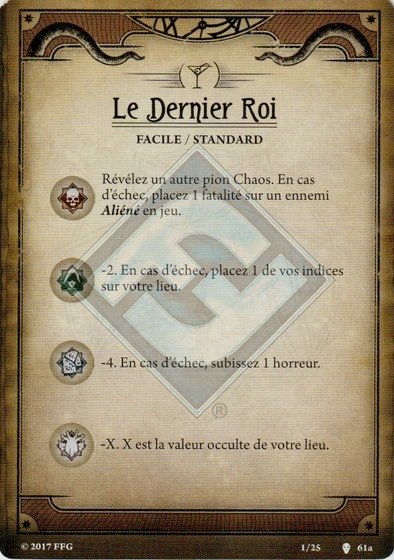 Le Dernier Roi
FACILE / STANDARD
Révélez un autre pion Chaos. En cas
d'échec, placez 1 fatalité sur un ennemi
Aliéné en jeu.
-2. En cas d'échec, placez 1 de vos indices
sur votre lieu.
-4. En cas d'échec, subissez 1 horreur.
®
-X. X est la valeur occulte de votre lieu.
© 2017 FFG
1/25
61a